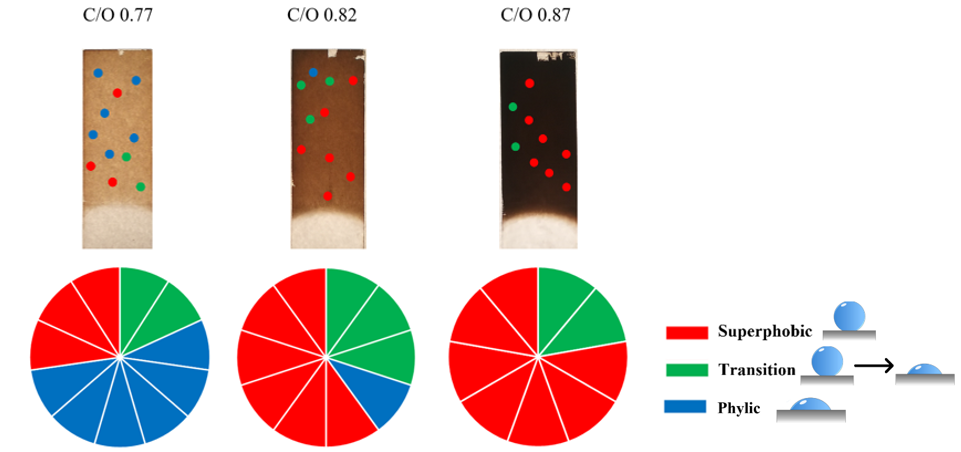 C/O 0.77
C/O 0.82
C/O 0.87
Superphobic
Transition
Phylic